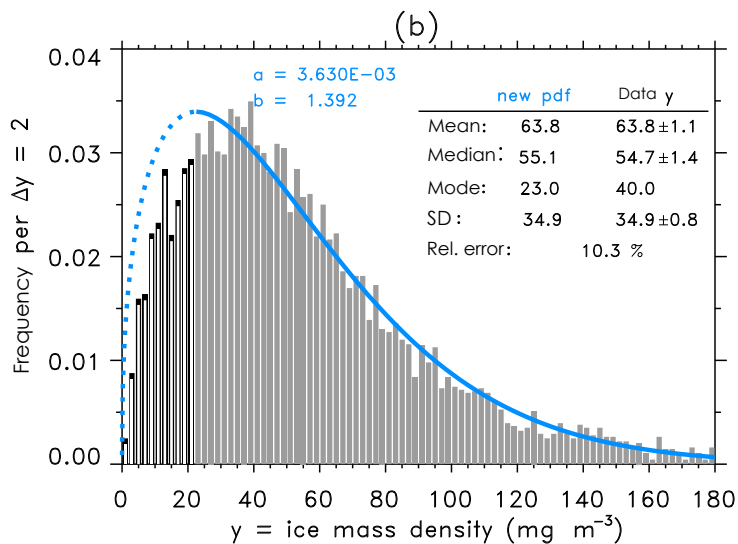 (b)
a = 3.630E−03
b = 1.392
new pdf Data y
Mean: 63.8 63.8±1.1
Median: 55.1 54.7±1.4
Mode: 23.0 40.0
SD: 34.9 34.9±0.8
Rel. error: 10.3 %
Frequency per Δy = 2
0.04
0.03
0.02
0.01
0.00
0 20 40 60 80 100 120 140 160 180
y = ice mass density (mg m⁻³)